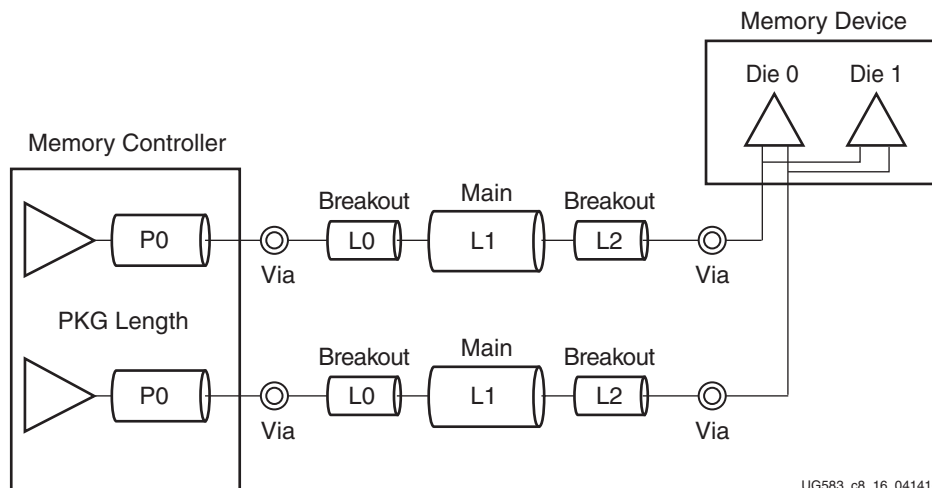 Memory Device
Die 0 Die 1
Memory Controller
Breakout Main Breakout
P0 L0 L1 L2
Via Via
PKG Length
Breakout Main Breakout
P0 L0 L1 L2
Via Via
UG583_c8_16_04141